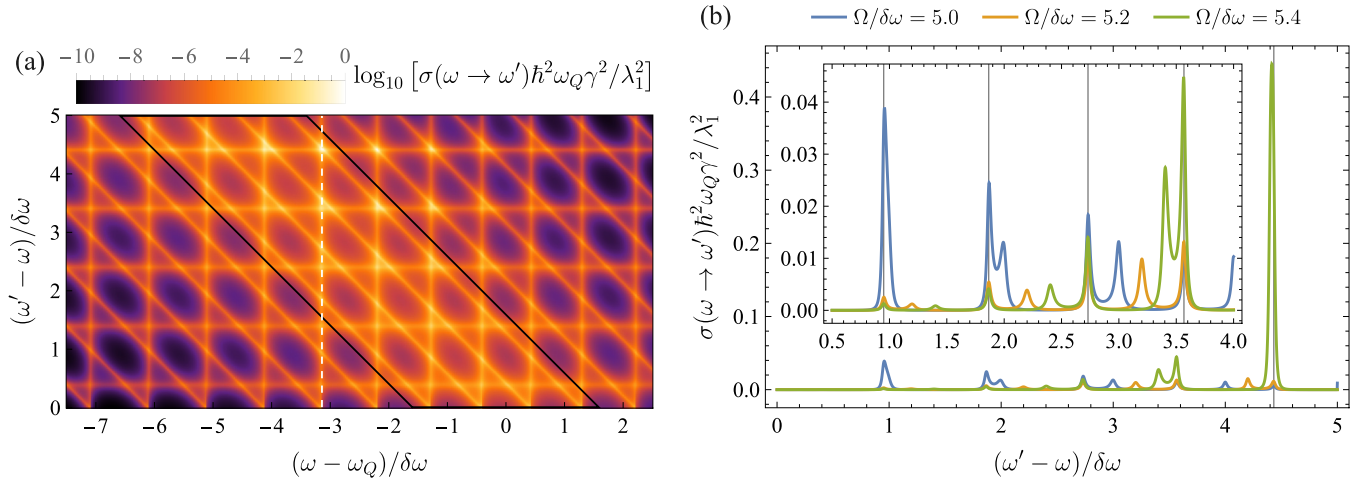 (a)
−10 −8 −6 −4 −2 0
log₁₀ [σ(ω → ω′)ℏ²ω_Qγ²/λ₁²]
(ω′ − ω)/δω
5
4
3
2
1
0
−7 −6 −5 −4 −3 −2 −1 0 1 2
(ω − ω_Q)/δω
(b)
Ω/δω = 5.0 Ω/δω = 5.2 Ω/δω = 5.4
σ(ω → ω′)ℏ²ω_Qγ²/λ₁²
0.4
0.3
0.2
0.1
0.0
0 1 2 3 4 5
(ω′ − ω)/δω
0.04
0.03
0.02
0.01
0.00
0.5 1.0 1.5 2.0 2.5 3.0 3.5 4.0